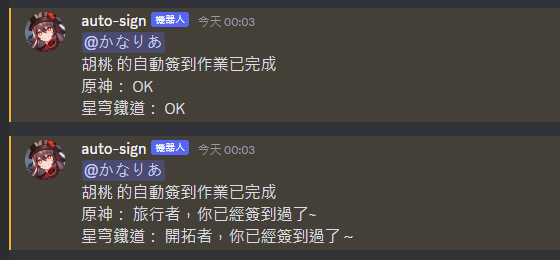 auto-sign 機器人 今天 00:03
@かなりあ
胡桃 的自動簽到作業已完成
原神： OK
星穹鐵道： OK
auto-sign 機器人 今天 00:03
@かなりあ
胡桃 的自動簽到作業已完成
原神： 旅行者，你已經簽到過了~
星穹鐵道： 開拓者，你已經簽到過了～